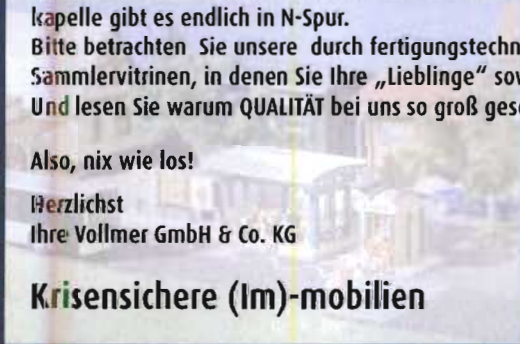 kapelle gibt es endlich in N-Spur.
Bitte betrachten Sie unsere durch fertigungstechn
Sammlervitrinen, in denen Sie Ihre „Lieblinge“ sov
Und lesen Sie warum QUALITÄT bei uns so groß gesc
Also, nix wie los!
Herzlichst
Ihre Vollmer GmbH & Co. KG
Krisensichere (Im)-mobilien